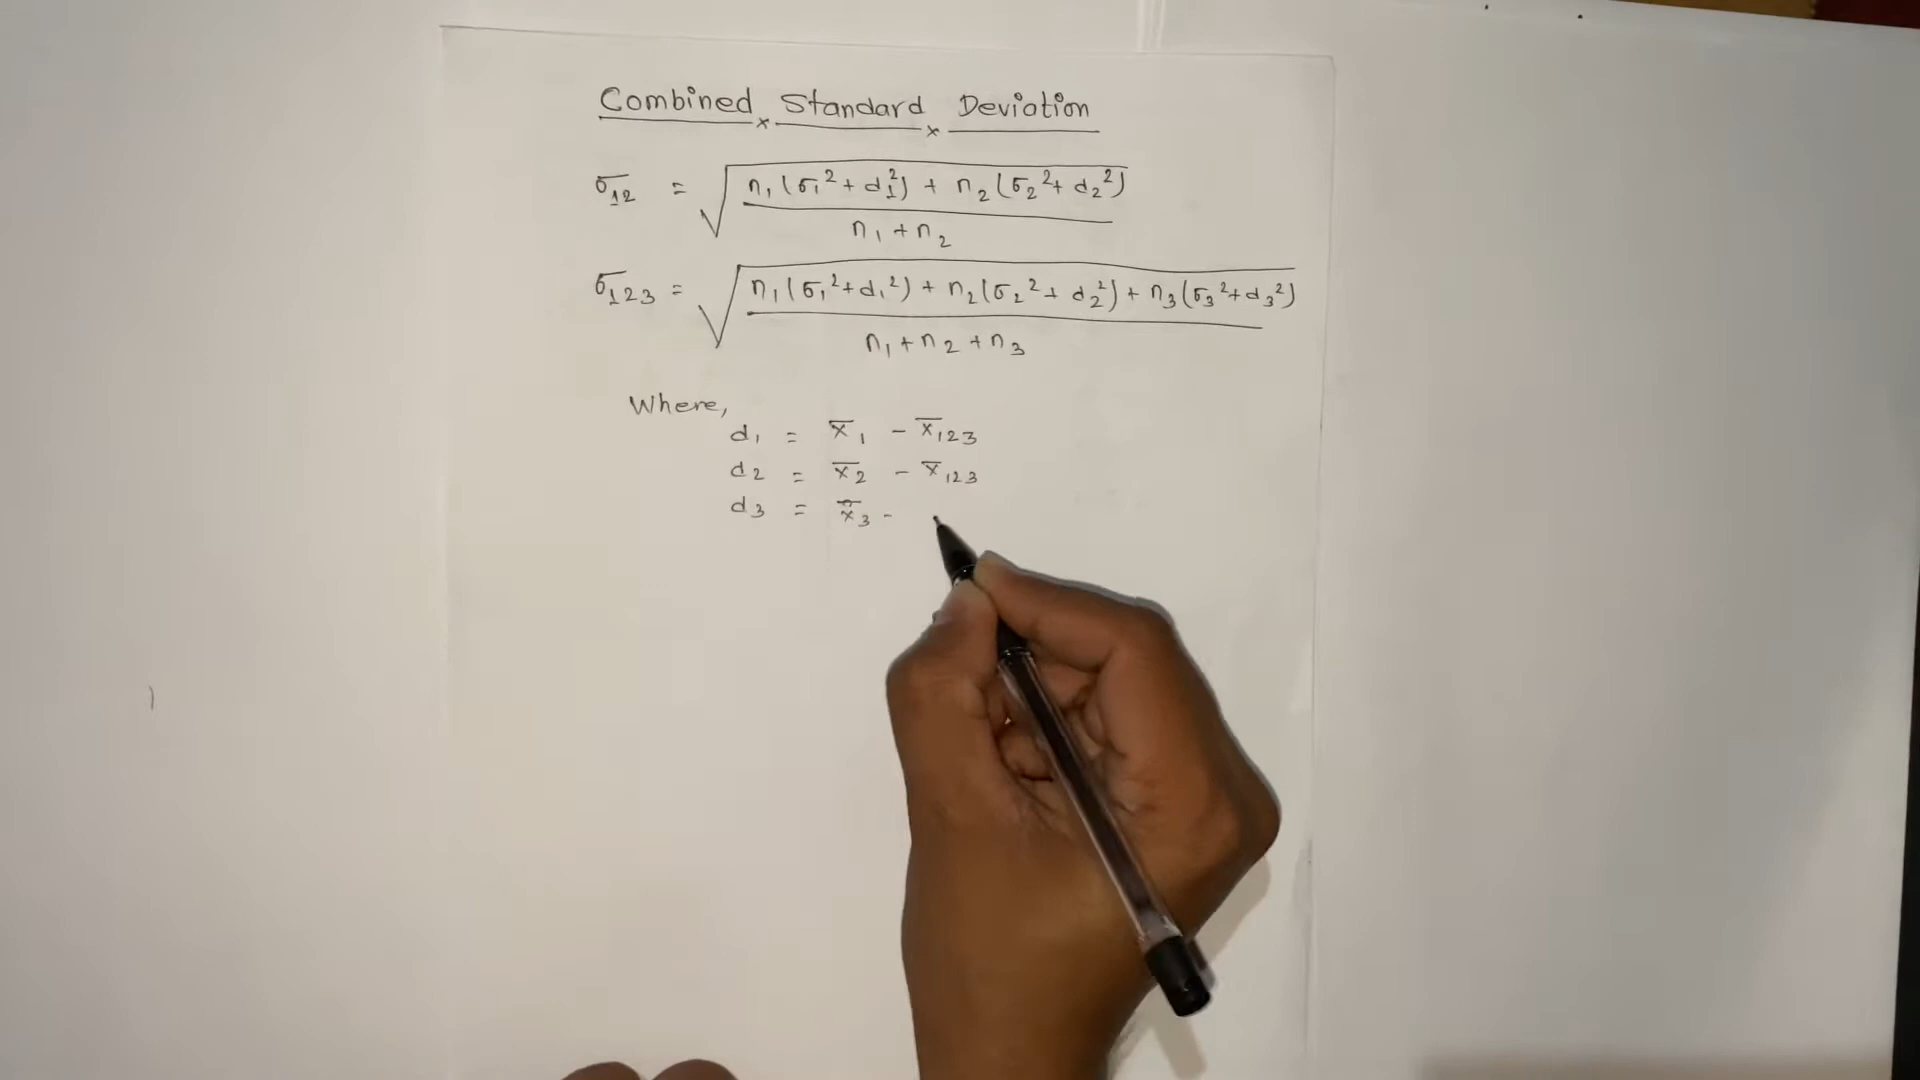 Combined × Standard × Deviation
σ₁₂ = √((n₁(σ₁² + d₁²) + n₂(σ₂² + d₂²)) / (n₁ + n₂))
σ₁₂₃ = √((n₁(σ₁² + d₁²) + n₂(σ₂² + d₂²) + n₃(σ₃² + d₃²)) / (n₁ + n₂ + n₃))
Where,
d₁ = x̄₁ - x̄₁₂₃
d₂ = x̄₂ - x̄₁₂₃
d₃ = x̄₃ -